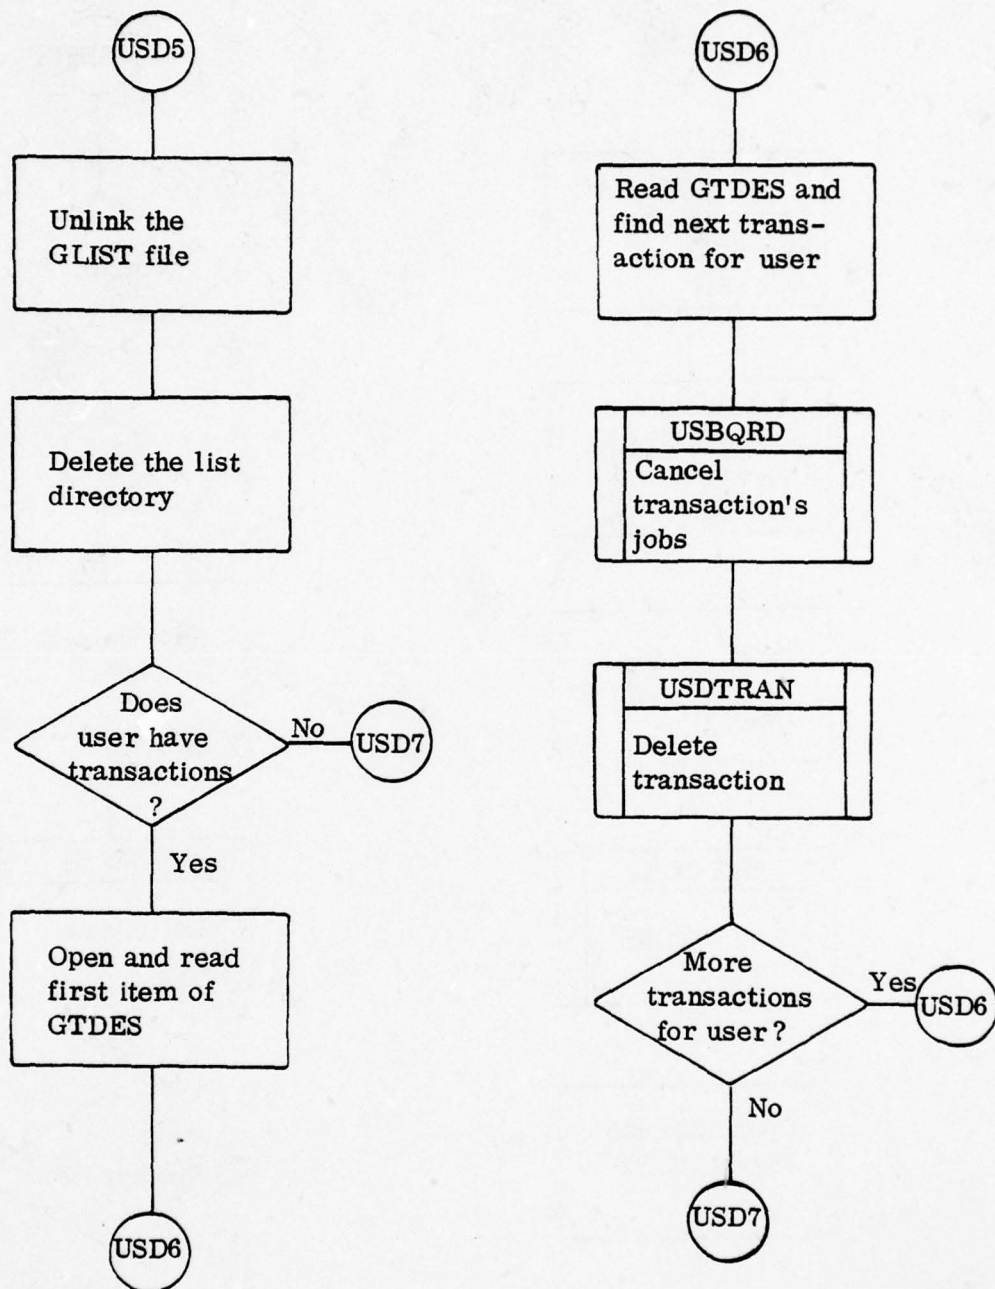 USD5
Unlink the
GLIST file
Delete the list
directory
Does
user have
transactions
?
No
USD7
Yes
Open and read
first item of
GTDES
USD6
USD6
Read GTDES and
find next trans-
action for user
USBQRD
Cancel
transaction's
jobs
USDTRAN
Delete
transaction
More
transactions
for user?
Yes
USD6
No
USD7